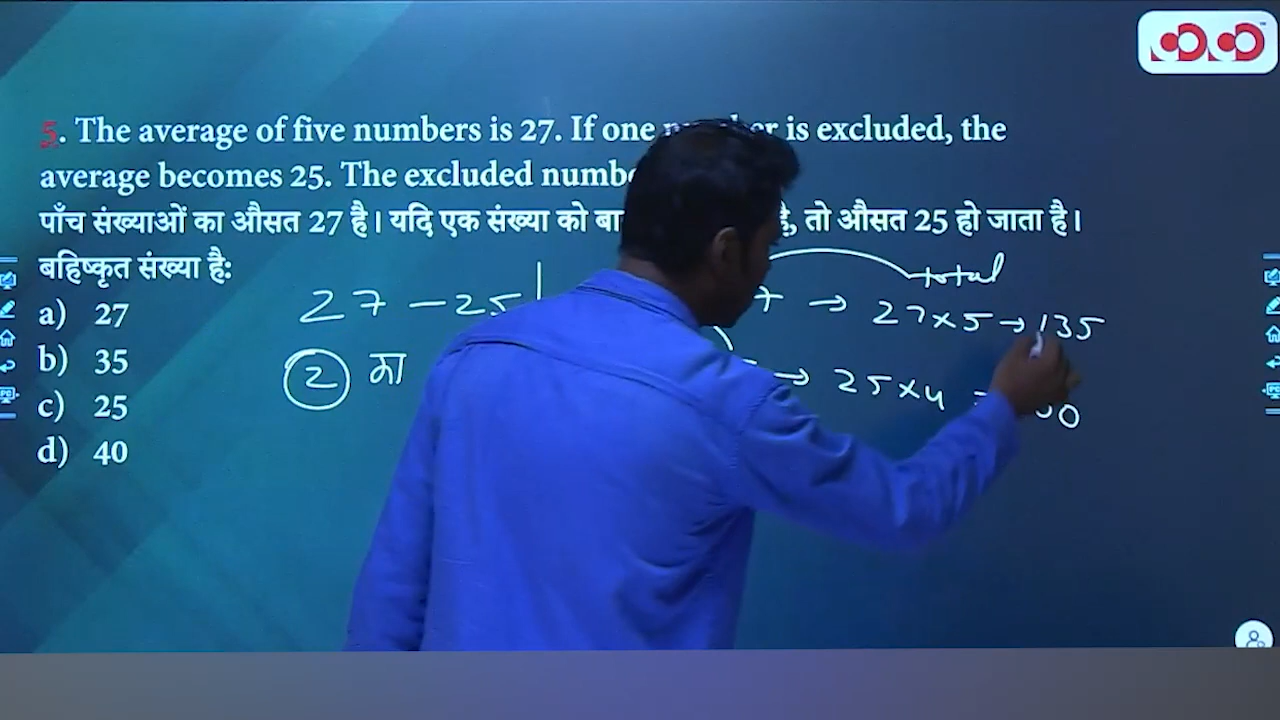 5. The average of five numbers is 27. If one is excluded, the
average becomes 25. The excluded
पाँच संख्याओं का औसत 27 है। यदि एक संख्या को तो औसत 25 हो जाता है।
बहिष्कृत संख्या है:
a) 27
b) 35
c) 25
d) 40
27 - 25
2
total
→ 27×5 → 135
→ 25×4